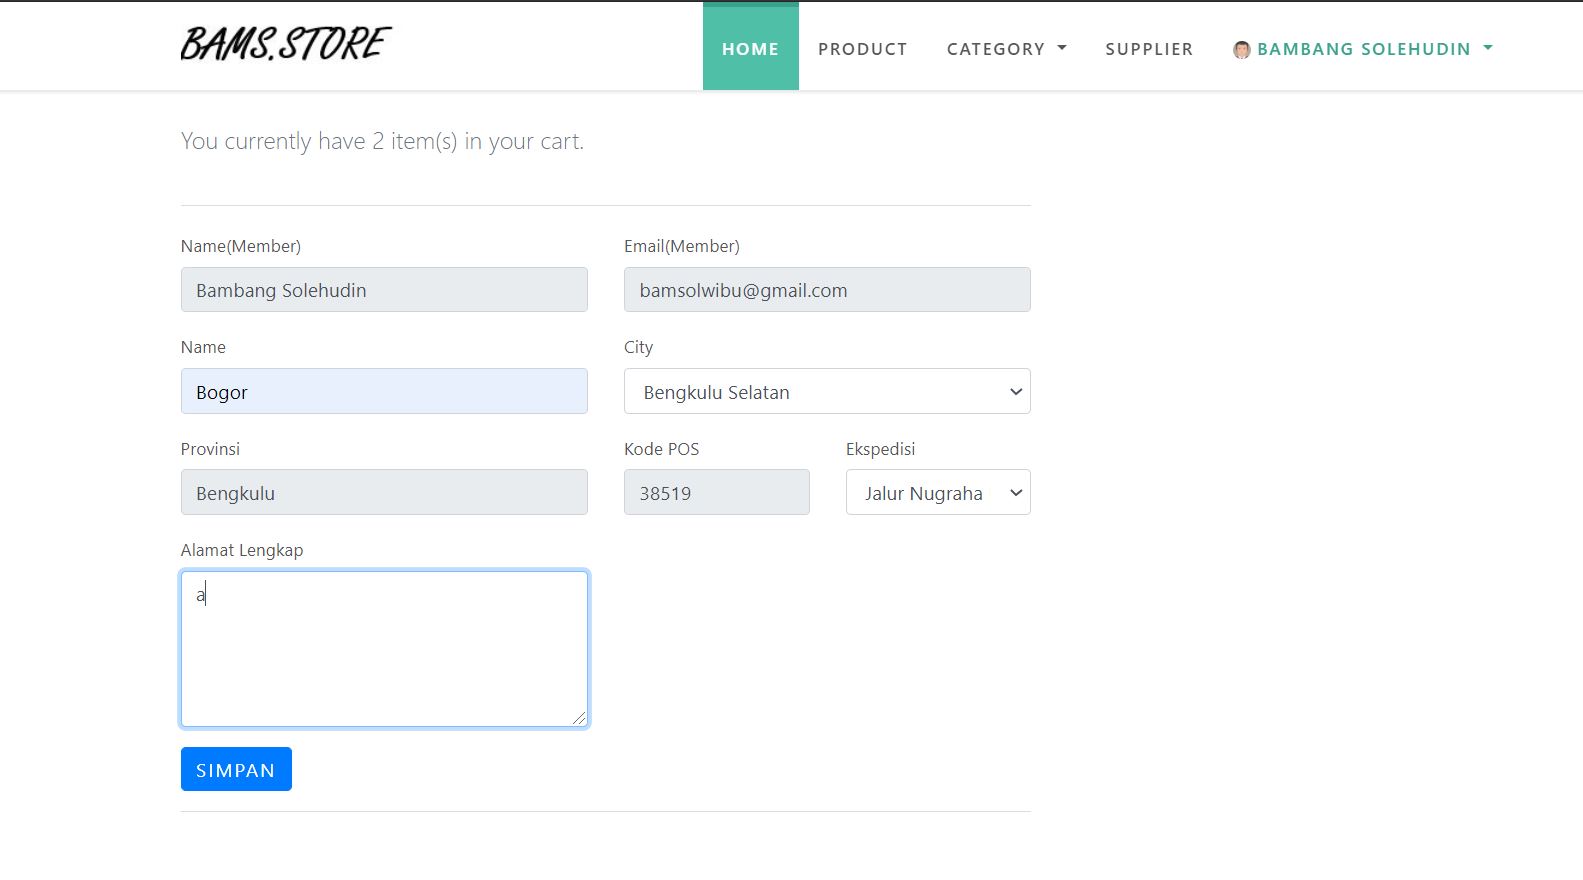 BAMS.STORE
HOME PRODUCT CATEGORY SUPPLIER BAMBANG SOLEHUDIN
You currently have 2 item(s) in your cart.
Name(Member) Email(Member)
Bambang Solehudin bamsolwibu@gmail.com
Name City
Bogor Bengkulu Selatan
Provinsi Kode POS Ekspedisi
Bengkulu 38519 Jalur Nugraha
Alamat Lengkap
a
SIMPAN